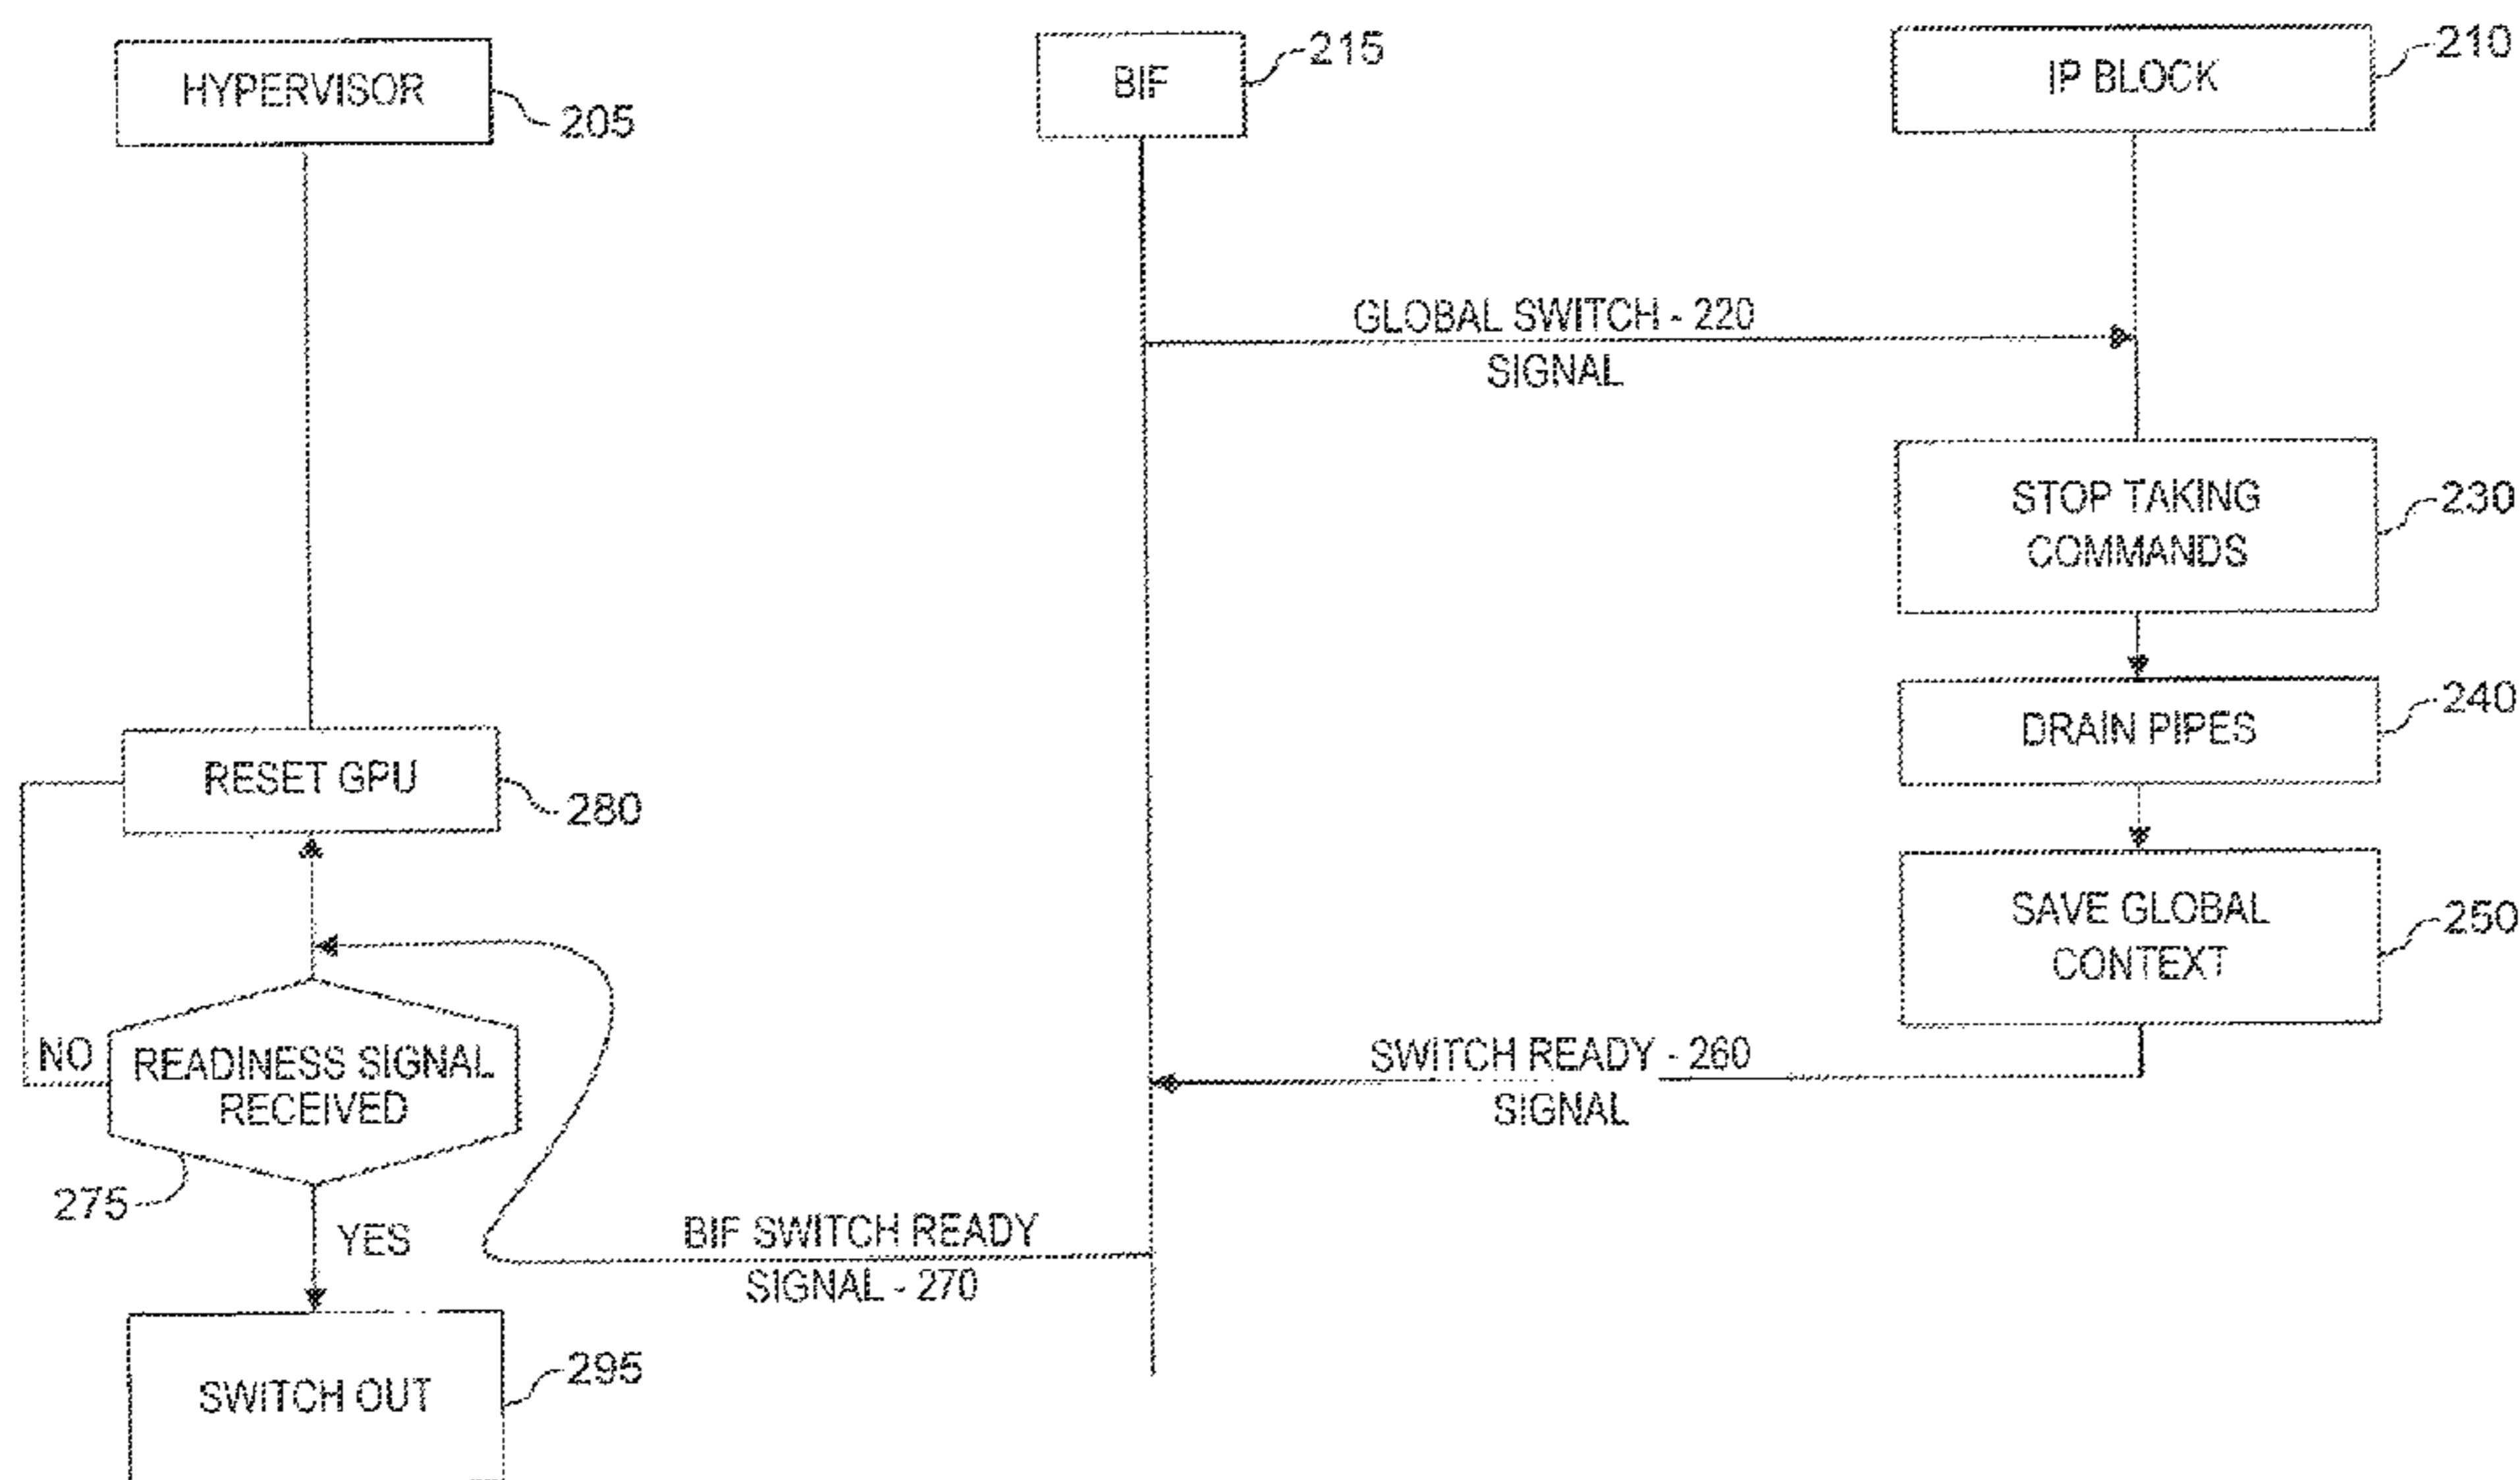 HYPERVISOR
205
BIF
215
IP BLOCK
210
GLOBAL SWITCH - 220
SIGNAL
STOP TAKING
COMMANDS
230
DRAIN PIPES
240
RESET GPU
280
SAVE GLOBAL
CONTEXT
250
NO
READINESS SIGNAL
RECEIVED
275
SWITCH READY - 260
SIGNAL
YES
BIF SWITCH READY
SIGNAL - 270
SWITCH OUT
295